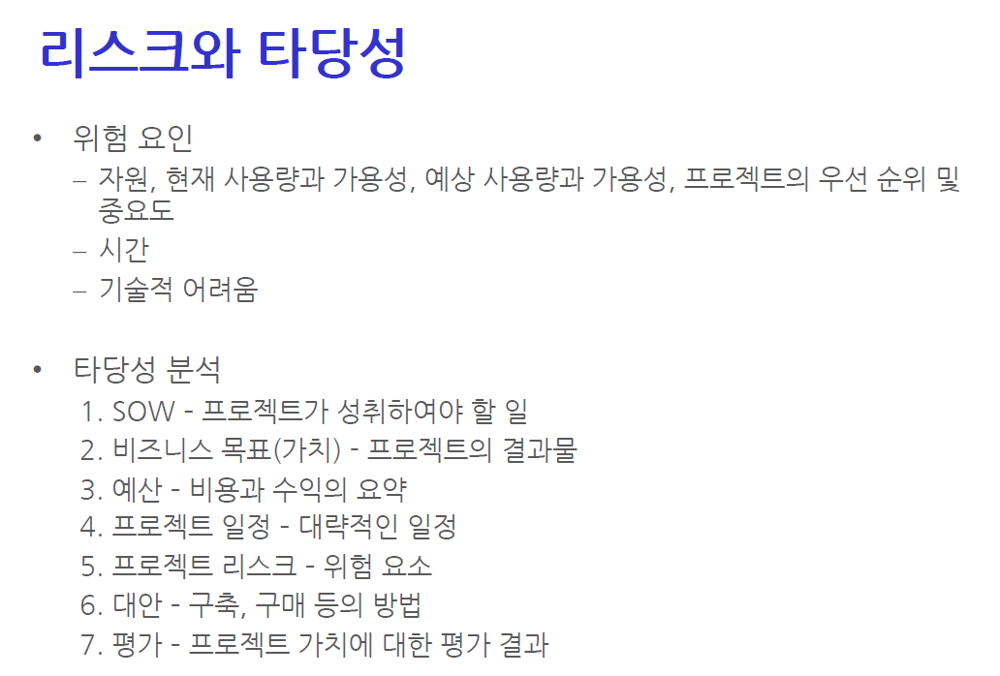 리스크와 타당성
• 위험 요인
– 자원, 현재 사용량과 가용성, 예상 사용량과 가용성, 프로젝트의 우선 순위 및
중요도
– 시간
– 기술적 어려움
• 타당성 분석
1. SOW - 프로젝트가 성취하여야 할 일
2. 비즈니스 목표(가치) - 프로젝트의 결과물
3. 예산 - 비용과 수익의 요약
4. 프로젝트 일정 - 대략적인 일정
5. 프로젝트 리스크 - 위험 요소
6. 대안 - 구축, 구매 등의 방법
7. 평가 - 프로젝트 가치에 대한 평가 결과